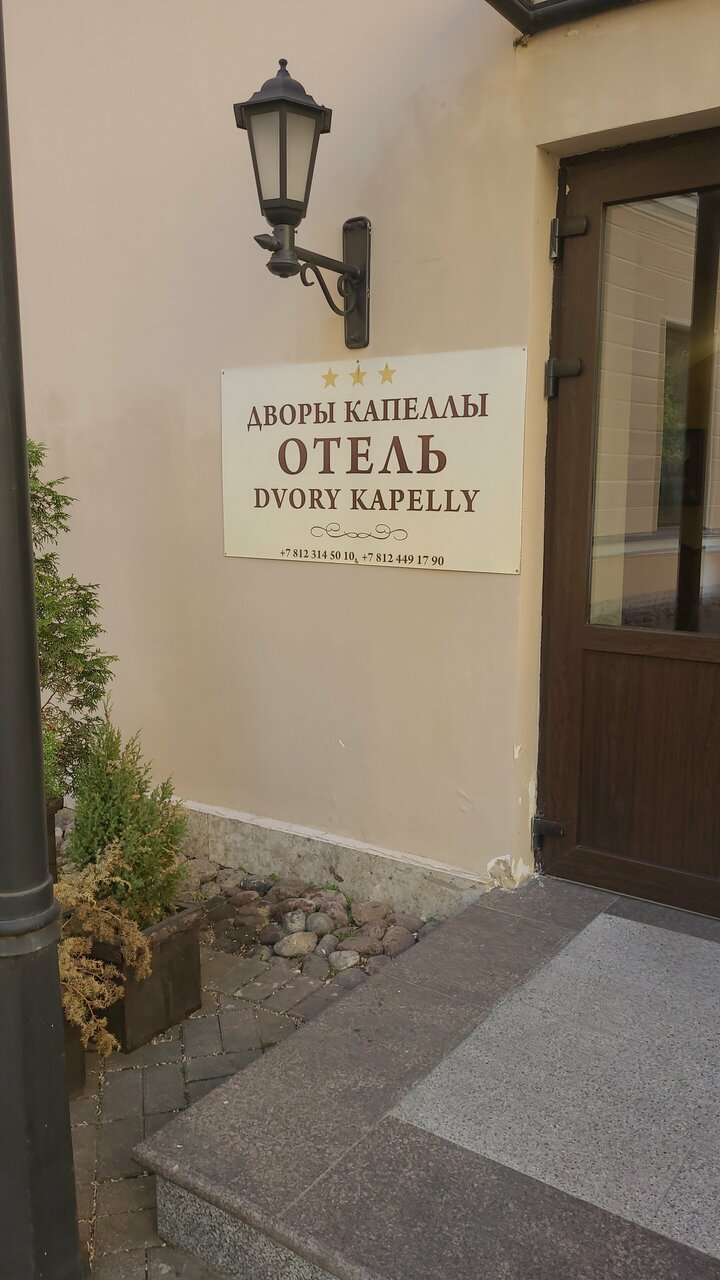 ДВОРЫ КАПЕЛЛЫ
ОТЕЛЬ
DVORY KAPELLY
+7 812 314 50 10, +7 812 449 17 90